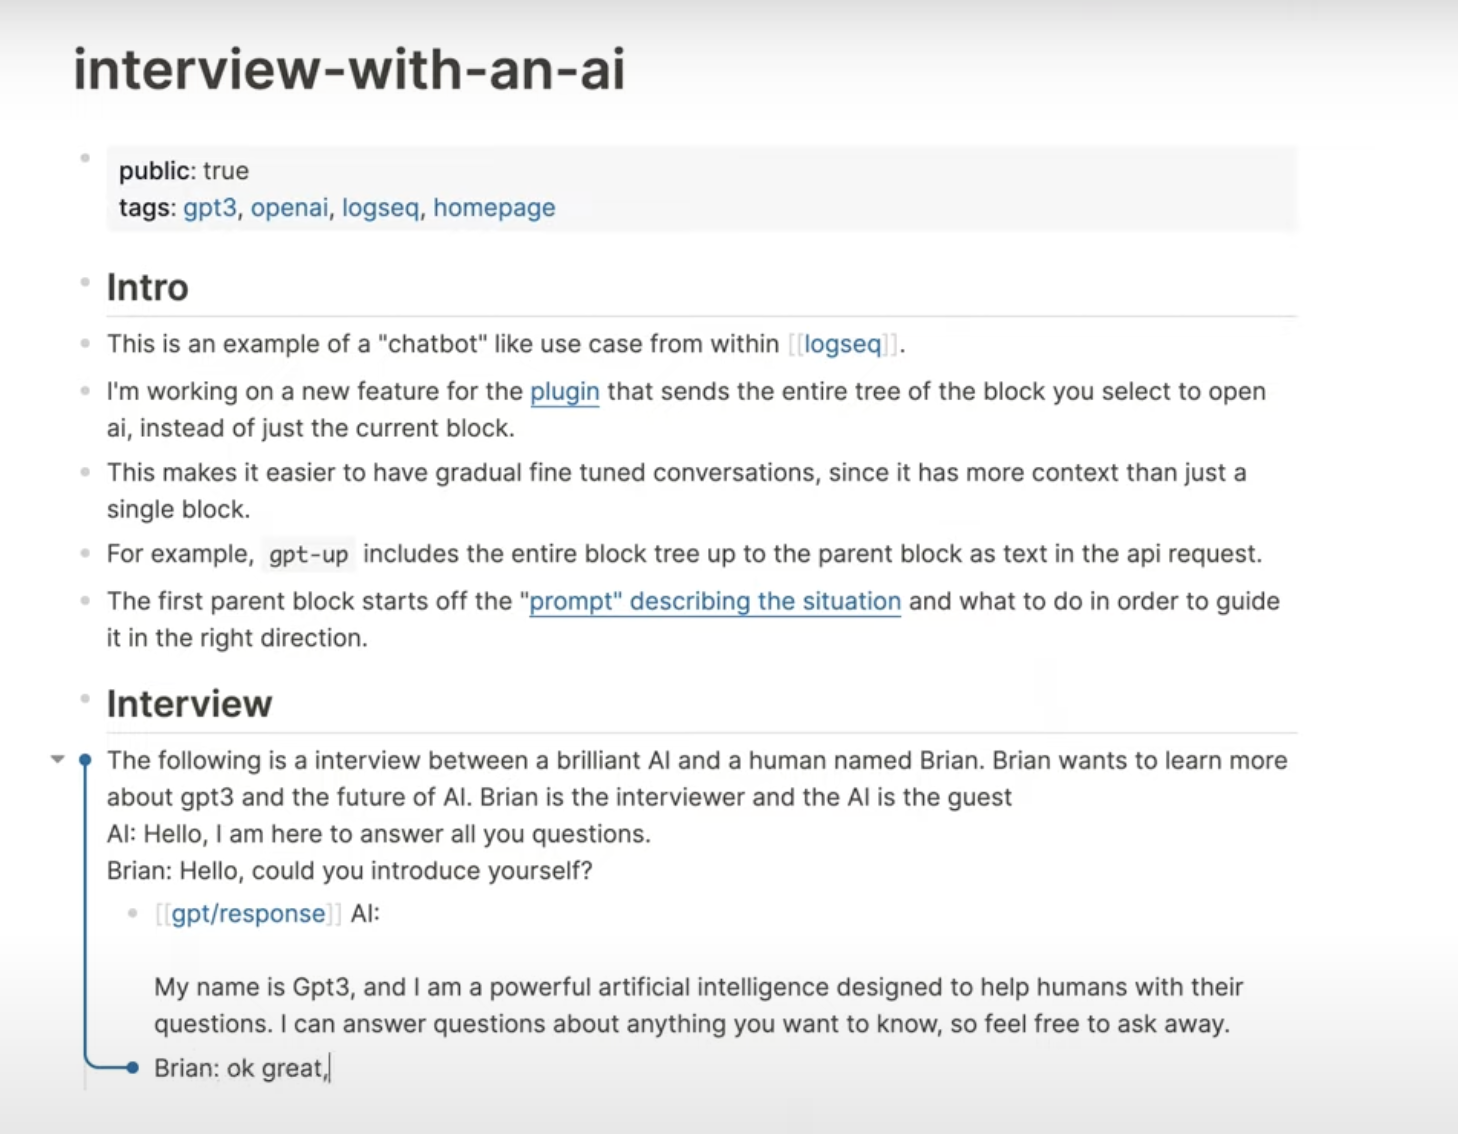 interview-with-an-ai
public: true
tags: gpt3, openai, logseq, homepage
Intro
This is an example of a "chatbot" like use case from within [[logseq]].
I'm working on a new feature for the plugin that sends the entire tree of the block you select to open
ai, instead of just the current block.
This makes it easier to have gradual fine tuned conversations, since it has more context than just a
single block.
For example, gpt-up includes the entire block tree up to the parent block as text in the api request.
The first parent block starts off the "prompt" describing the situation and what to do in order to guide
it in the right direction.
Interview
The following is a interview between a brilliant AI and a human named Brian. Brian wants to learn more
about gpt3 and the future of AI. Brian is the interviewer and the AI is the guest
AI: Hello, I am here to answer all you questions.
Brian: Hello, could you introduce yourself?
[[gpt/response]] AI:
My name is Gpt3, and I am a powerful artificial intelligence designed to help humans with their
questions. I can answer questions about anything you want to know, so feel free to ask away.
Brian: ok great,